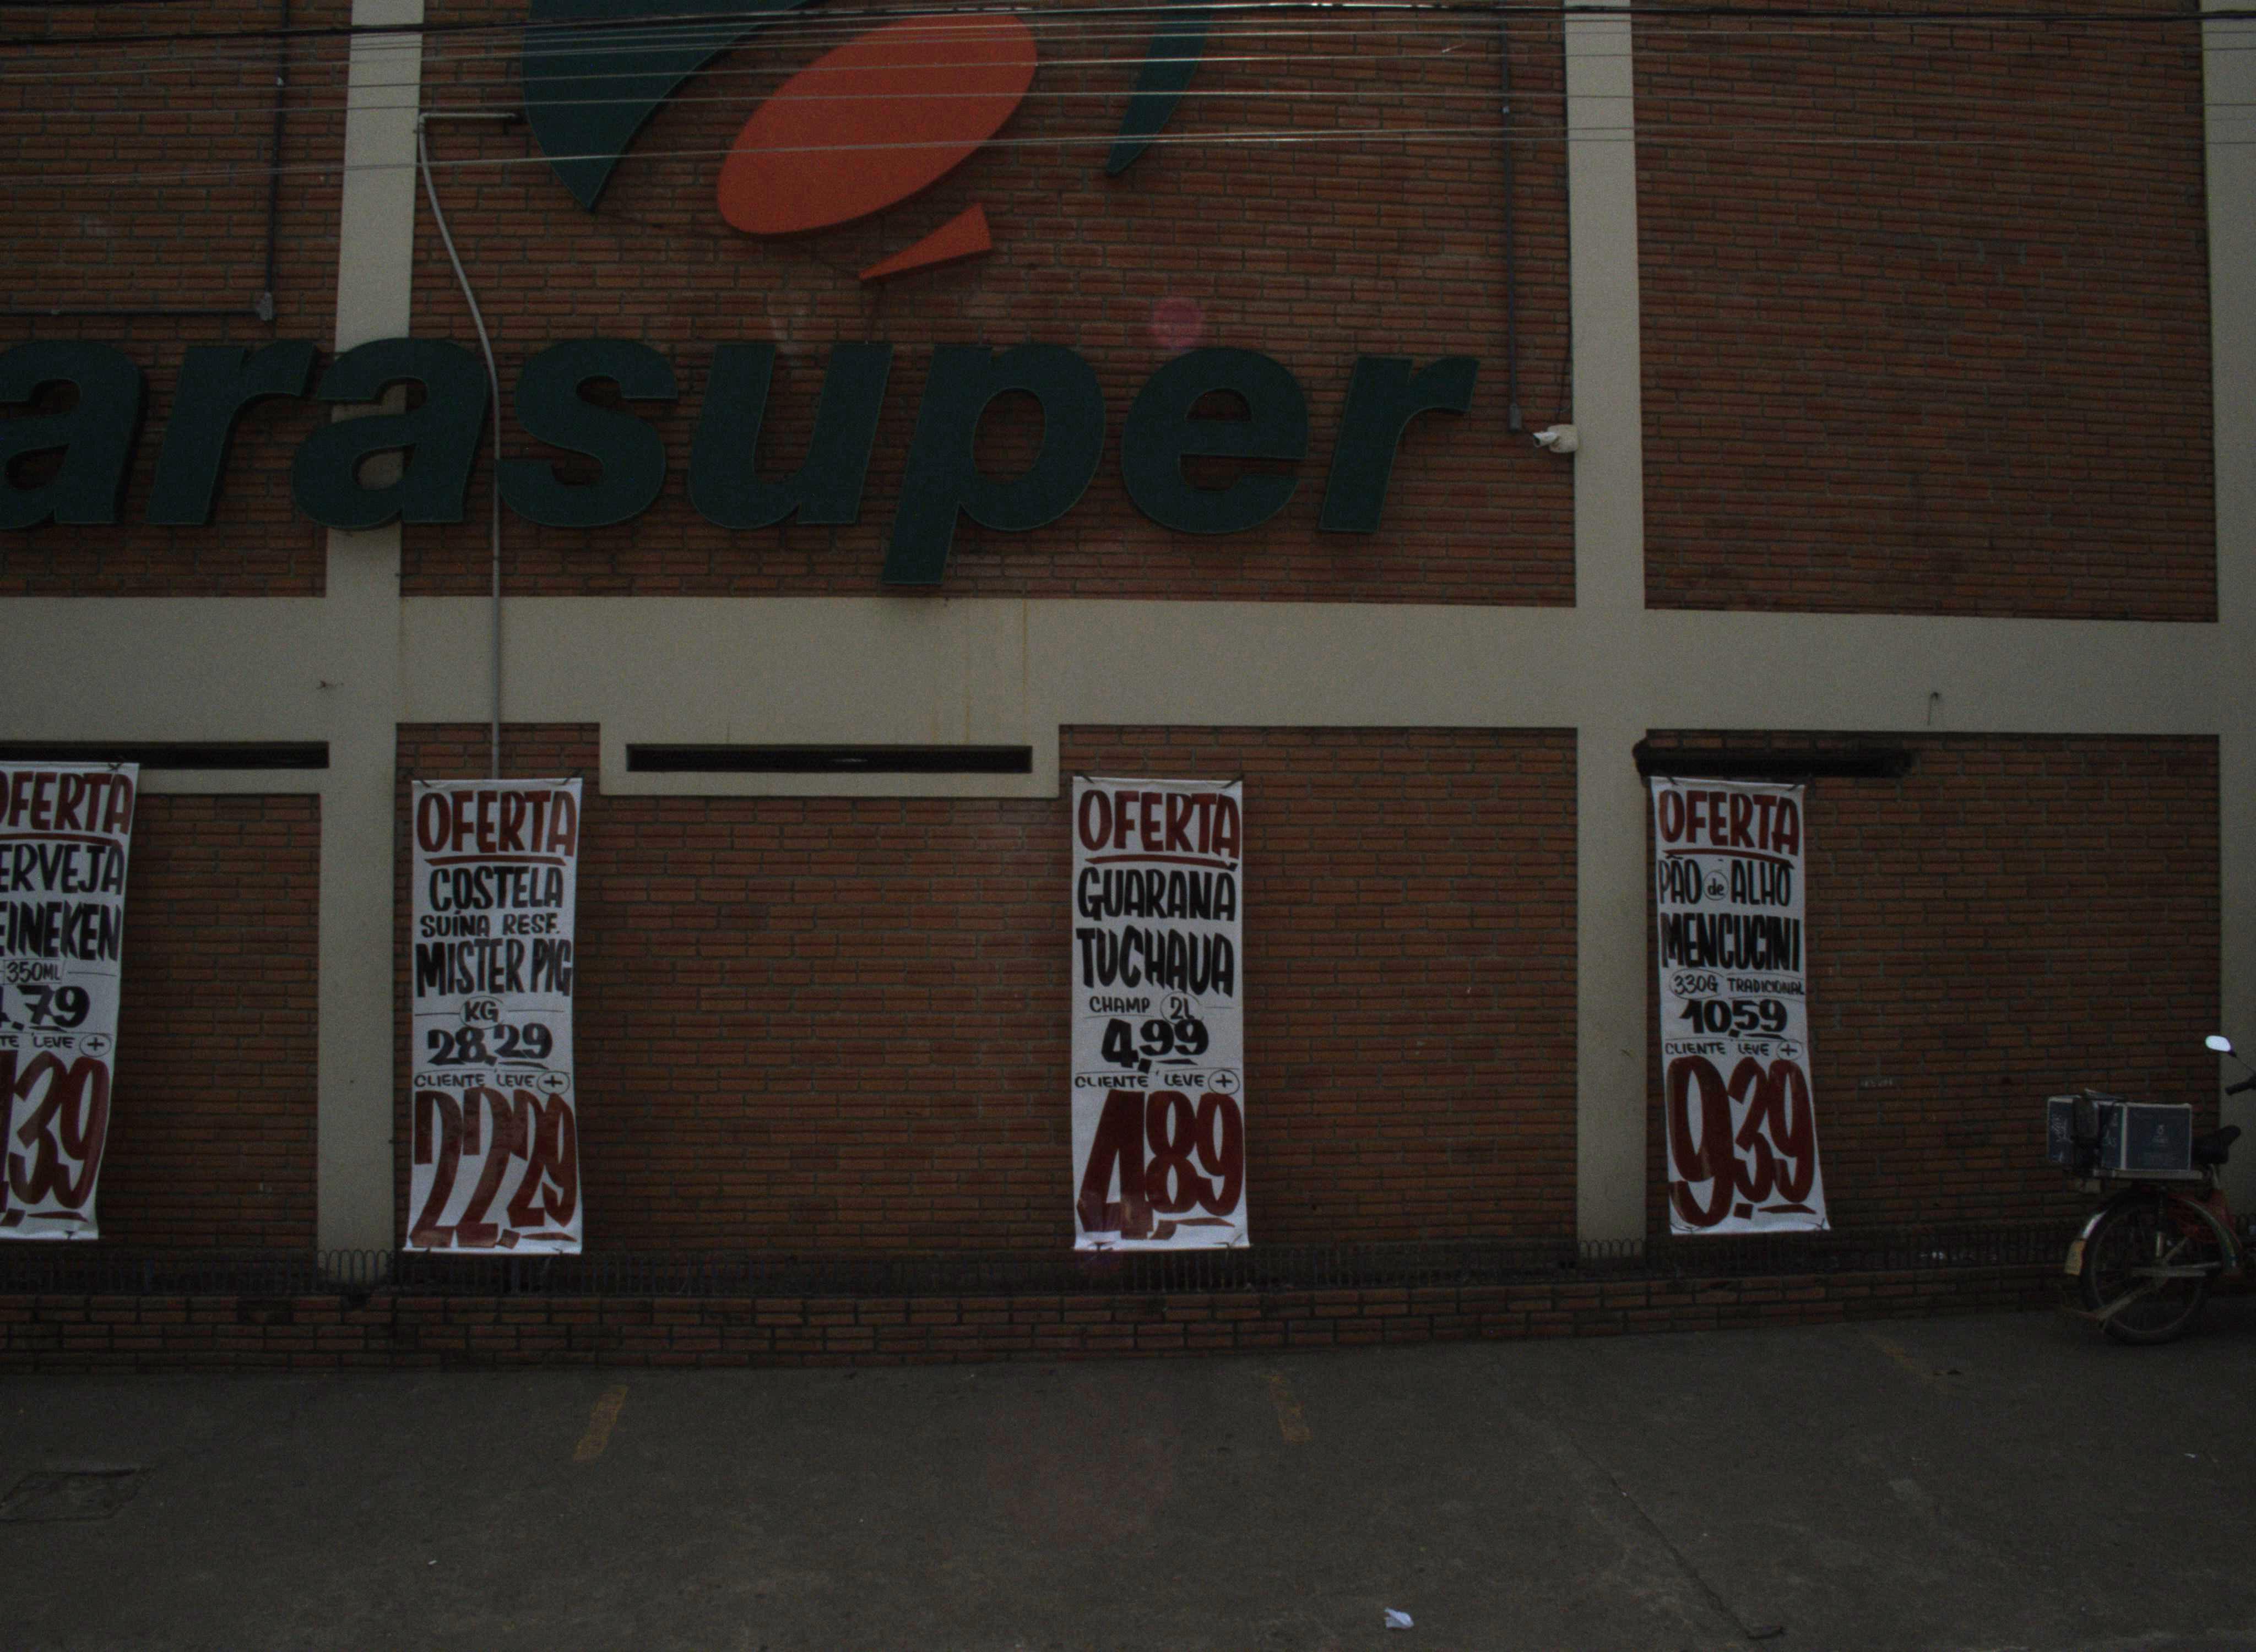 arasuper
OFERTA
ERVEJA
EINEKEN
350ML
.79
TE LEVE +
.39
OFERTA
COSTELA
SUÍNA RESF.
MISTER PIG
KG
28,29
CLIENTE LEVE +
22,29
OFERTA
GUARANÁ
TUCHAUA
CHAMP 2L
4,99
CLIENTE LEVE +
4,89
OFERTA
PÃO de ALHO
MENCUCINI
330G TRADICIONAL
10,59
CLIENTE LEVE +
9,39